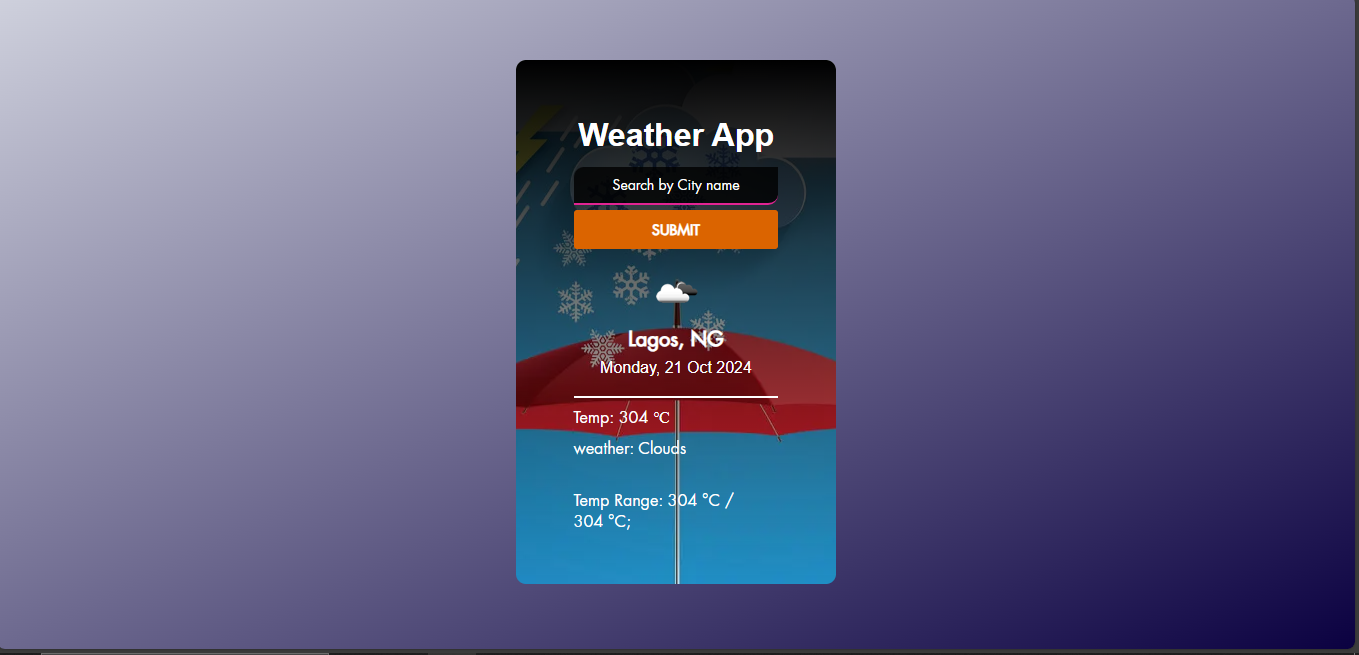 Weather App
Search by City name
SUBMIT
Lagos, NG
Monday, 21 Oct 2024
Temp: 304 °C
weather: Clouds
Temp Range: 304 °C /
304 °C;